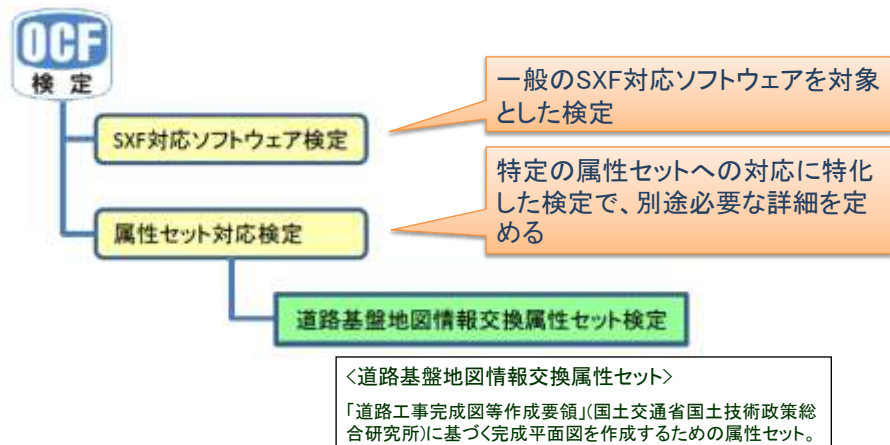 OCF
検 定
一般のSXF対応ソフトウェアを対象
とした検定
SXF対応ソフトウェア検定
特定の属性セットへの対応に特化
した検定で、別途必要な詳細を定
める
属性セット対応検定
道路基盤地図情報交換属性セット検定
<道路基盤地図情報交換属性セット>
「道路工事完成図等作成要領」(国土交通省国土技術政策総
合研究所)に基づく完成平面図を作成するための属性セット。